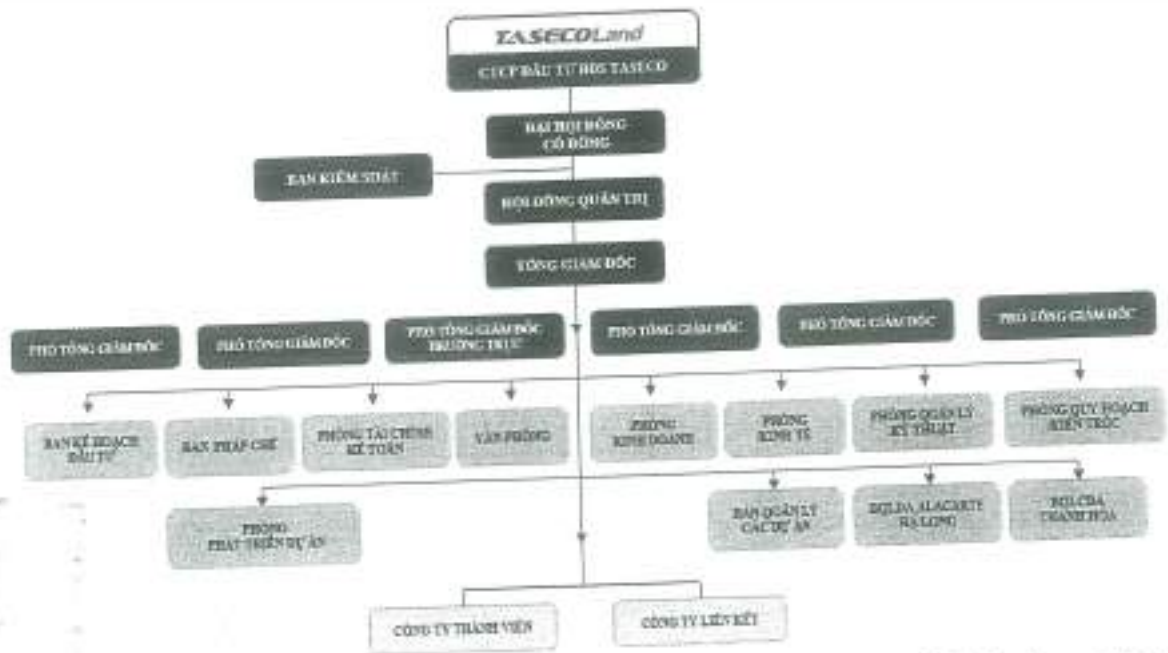 TASECOLand
CTCP ĐẦU TƯ BĐS TASECO
ĐẠI HỘI ĐỒNG
CỔ ĐÔNG
BAN KIỂM SOÁT
HỘI ĐỒNG QUẢN TRỊ
TỔNG GIÁM ĐỐC
PHÓ TỔNG GIÁM ĐỐC
PHÓ TỔNG GIÁM ĐỐC
PHÓ TỔNG GIÁM ĐỐC
THƯỜNG TRỰC
PHÓ TỔNG GIÁM ĐỐC
PHÓ TỔNG GIÁM ĐỐC
PHÓ TỔNG GIÁM ĐỐC
BAN KẾ HOẠCH
ĐẦU TƯ
BAN PHÁP CHẾ
PHÒNG TÀI CHÍNH
KẾ TOÁN
VĂN PHÒNG
PHÒNG
KINH DOANH
PHÒNG
KINH TẾ
PHÒNG QUẢN LÝ
KỸ THUẬT
PHÒNG QUY HOẠCH
KIẾN TRÚC
PHÒNG
PHÁT TRIỂN DỰ ÁN
BAN QUẢN LÝ
CÁC DỰ ÁN
BQLDA ALACARTE
HẠ LONG
THANH HÓA
CÔNG TY THÀNH VIÊN
CÔNG TY LIÊN KẾT